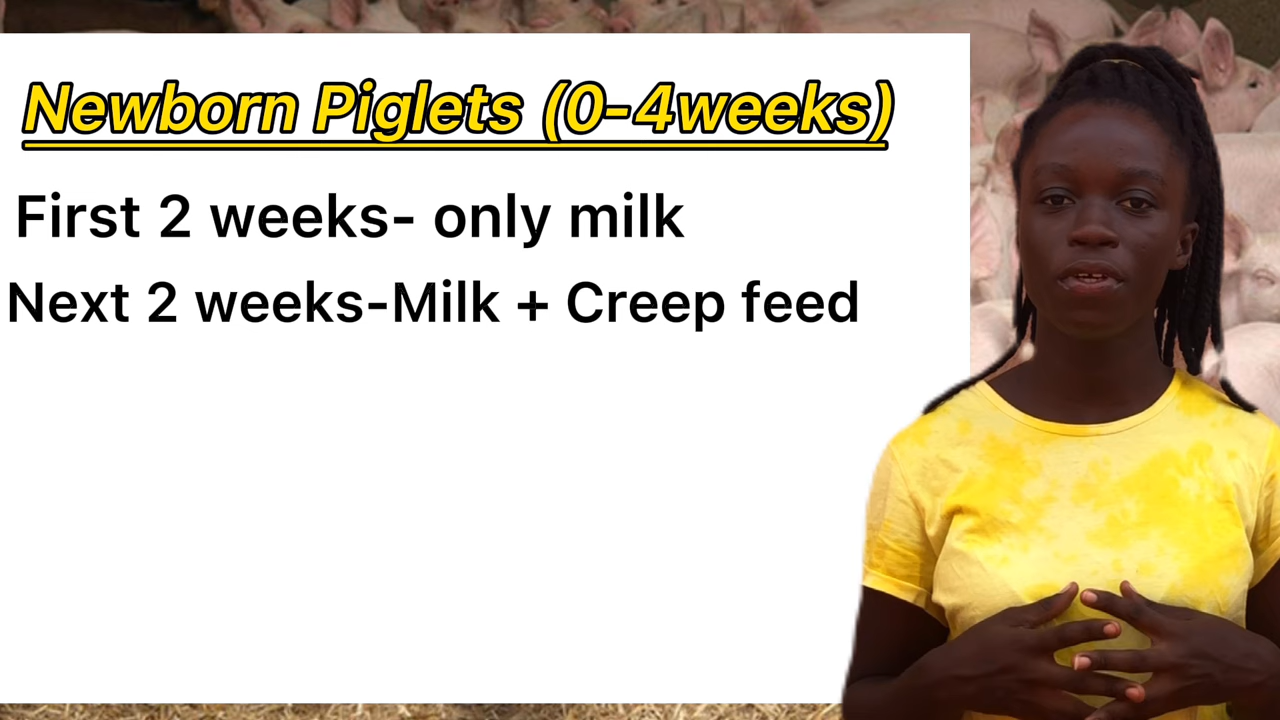 Newborn Piglets (0-4weeks)
First 2 weeks- only milk
Next 2 weeks-Milk + Creep feed